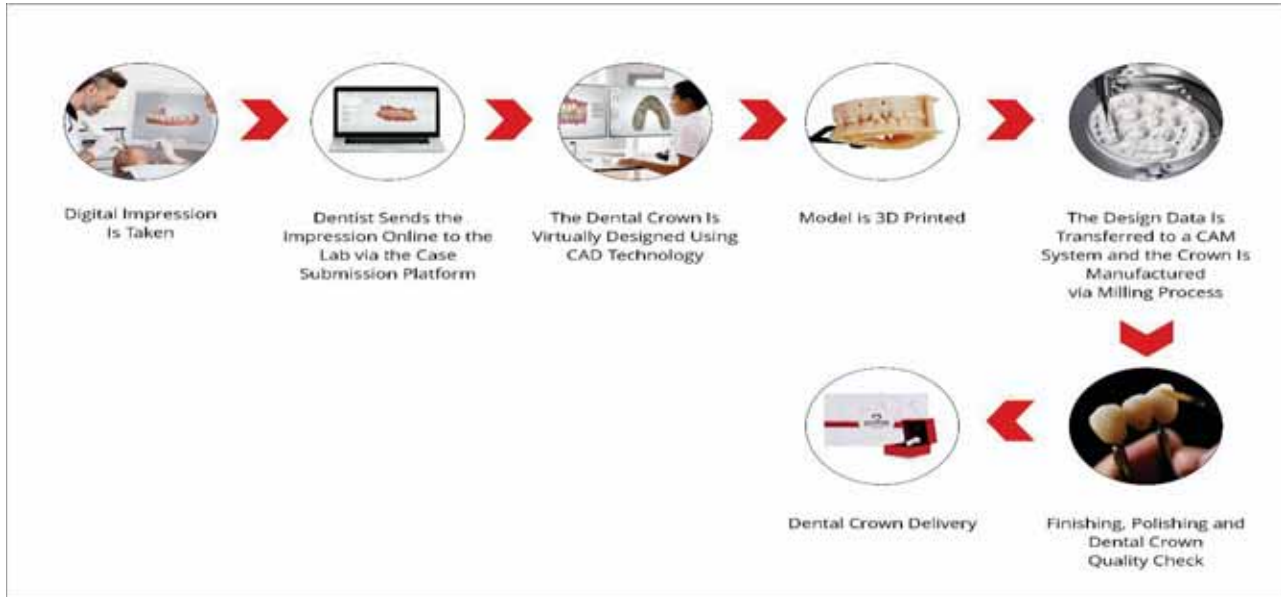 Digital Impression
Is Taken
Dentist Sends the
Impression Online to the
Lab via the Case
Submission Platform
The Dental Crown Is
Virtually Designed Using
CAD Technology
Model is 3D Printed
The Design Data Is
Transferred to a CAM
System and the Crown Is
Manufactured
via Milling Process
Dental Crown Delivery
Finishing, Polishing and
Dental Crown
Quality Check